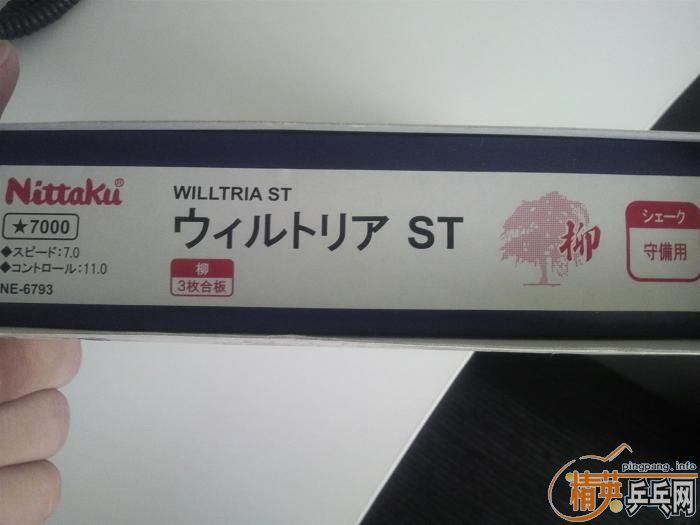 Nittaku®
★7000
◆スピード:7.0
◆コントロール:11.0
NE-6793
WILLTRIA ST
ウィルトリア ST
柳
3枚合板
柳
シェーク
守備用
pingpang.info
精英乒乓网